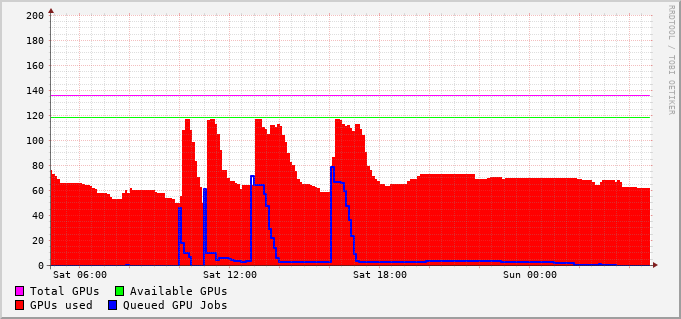 200
180
160
140
120
100
80
60
40
20
0
Sat 06:00 Sat 12:00 Sat 18:00 Sun 00:00
Total GPUs Available GPUs
GPUs used Queued GPU Jobs
RRDTOOL / TOBI OETIKER